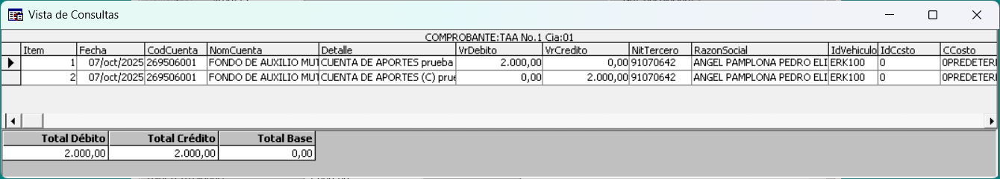 Vista de Consultas
COMPROBANTE:TAA No.1 Cia:01
Item Fecha CodCuenta NomCuenta Detalle VrDebito VrCredito NitTercero RazonSocial IdVehiculo IdCcsto CCosto
1 07/oct/2025 269506001 FONDO DE AUXILIO MUT CUENTA DE APORTES prueba 2.000,00 0,00 91070642 ANGEL PAMPLONA PEDRO ELI ERK100 0 0PREDETERI
2 07/oct/2025 269506001 FONDO DE AUXILIO MUT CUENTA DE APORTES (C) prue 0,00 2.000,00 91070642 ANGEL PAMPLONA PEDRO ELI ERK100 0 0PREDETERI
Total Débito Total Crédito Total Base
2.000,00 2.000,00 0,00